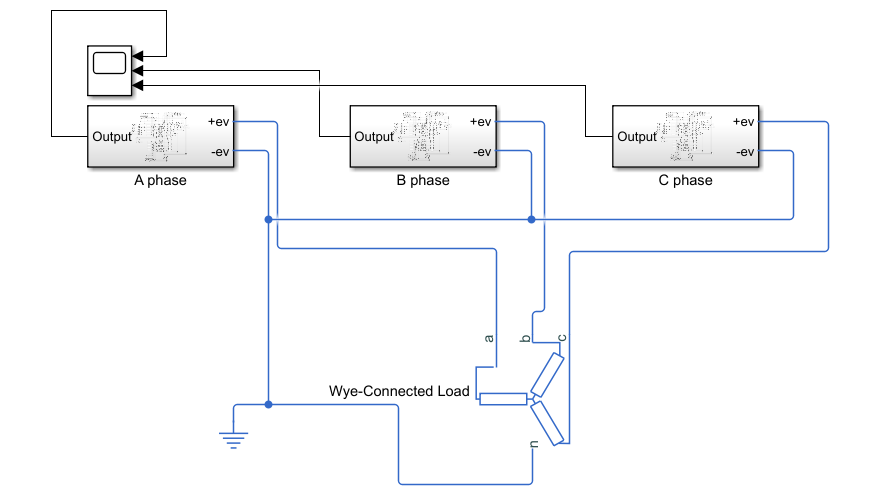 Output +ev
-ev
A phase
Output +ev
-ev
B phase
Output +ev
-ev
C phase
a
b
c
Wye-Connected Load
n